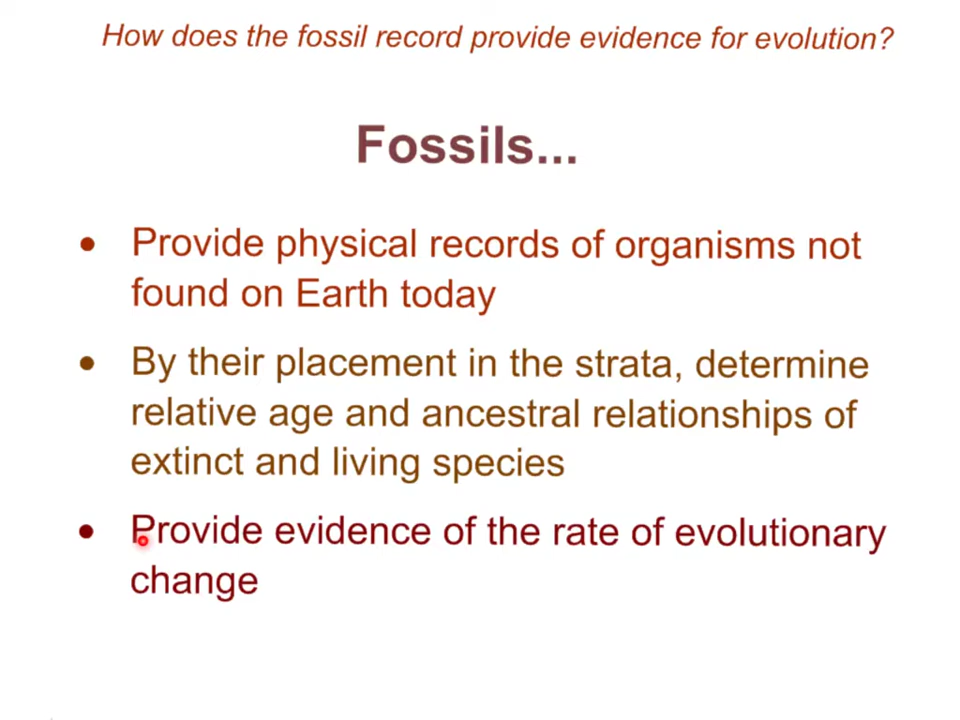 How does the fossil record provide evidence for evolution?
Fossils...
• Provide physical records of organisms not
found on Earth today
• By their placement in the strata, determine
relative age and ancestral relationships of
extinct and living species
• Provide evidence of the rate of evolutionary
change